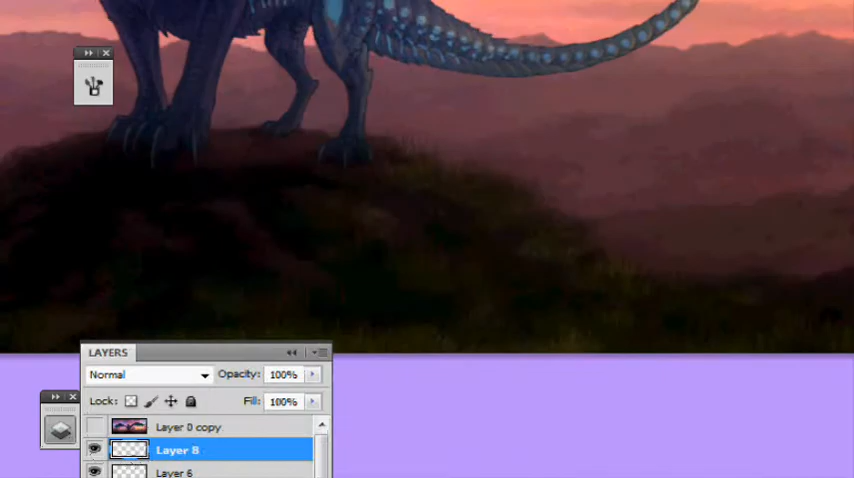 LAYERS
Normal Opacity: 100%
Lock: Fill: 100%
Layer 0 copy
Layer 8
Layer 6